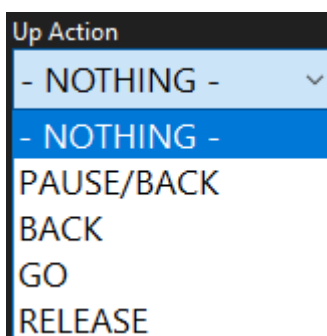 Up Action
- NOTHING -
- NOTHING -
PAUSE/BACK
BACK
GO
RELEASE